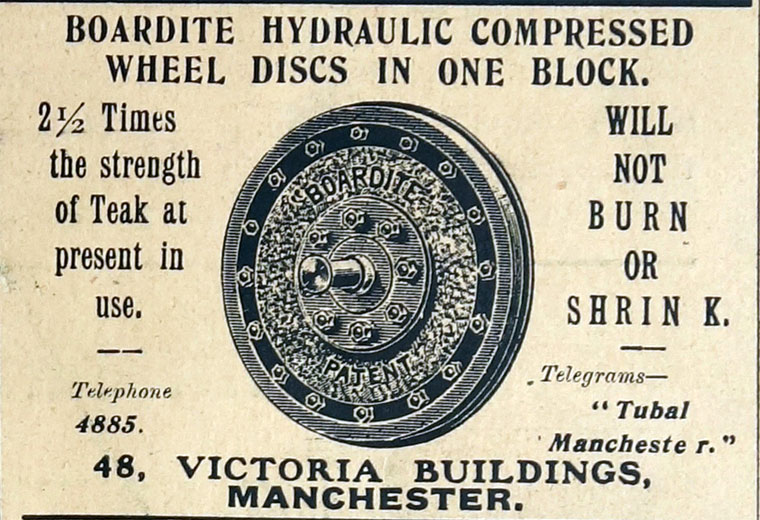 BOARDITE HYDRAULIC COMPRESSED
WHEEL DISCS IN ONE BLOCK.
2½ Times
the strength
of Teak at
present in
use.
Telephone
4885.
BOARDITE
PATENT
WILL
NOT
BURN
OR
SHRIN K.
Telegrams—
"Tubal
Mancheste r."
48, VICTORIA BUILDINGS,
MANCHESTER.